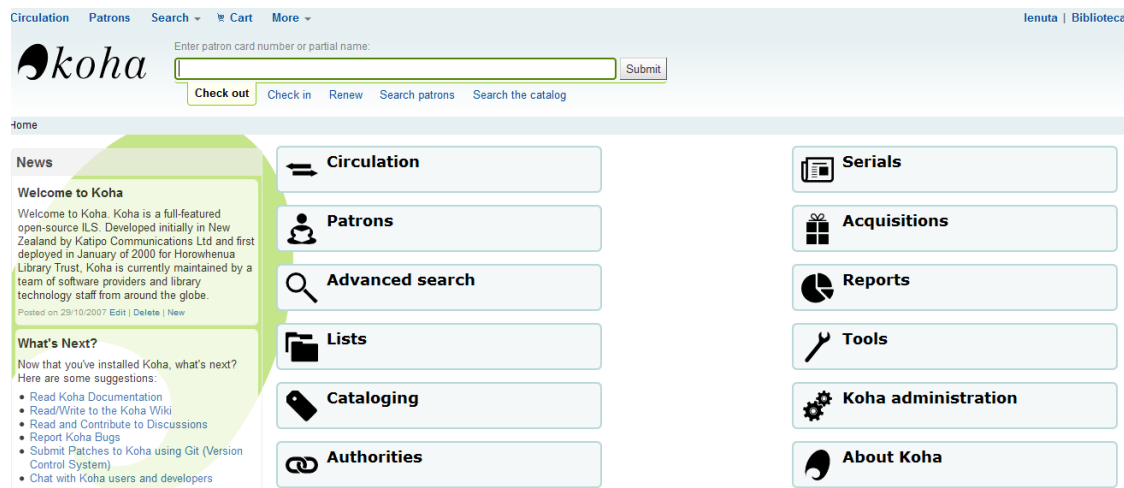 Circulation Patrons Search Cart More Ienuta | Biblioteca
koha
Enter patron card number or partial name:
Submit
Check out Check in Renew Search patrons Search the catalog
Home
News
Welcome to Koha
Welcome to Koha. Koha is a full-featured
open-source ILS. Developed initially in New
Zealand by Katipo Communications Ltd and first
deployed in January of 2000 for Horowhenua
Library Trust, Koha is currently maintained by a
team of software providers and library
technology staff from around the globe.
Posted on 29/10/2007 Edit | Delete | New
What's Next?
Now that you've installed Koha, what's next?
Here are some suggestions:
Read Koha Documentation
Read/Write to the Koha Wiki
Read and Contribute to Discussions
Report Koha Bugs
Submit Patches to Koha using Git (Version
Control System)
Chat with Koha users and developers
Circulation
Patrons
Advanced search
Lists
Cataloging
Authorities
Serials
Acquisitions
Reports
Tools
Koha administration
About Koha